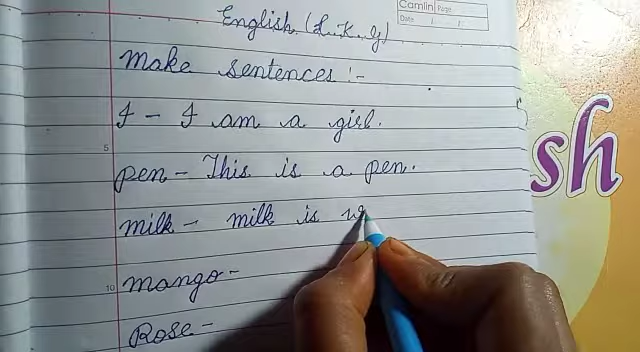 Camlin Page
Date / /
English (L.K.G)
Make sentences :-
I - I am a girl.
5
pen - This is a pen.
milk - milk is
10
mango -
Rose -
sh